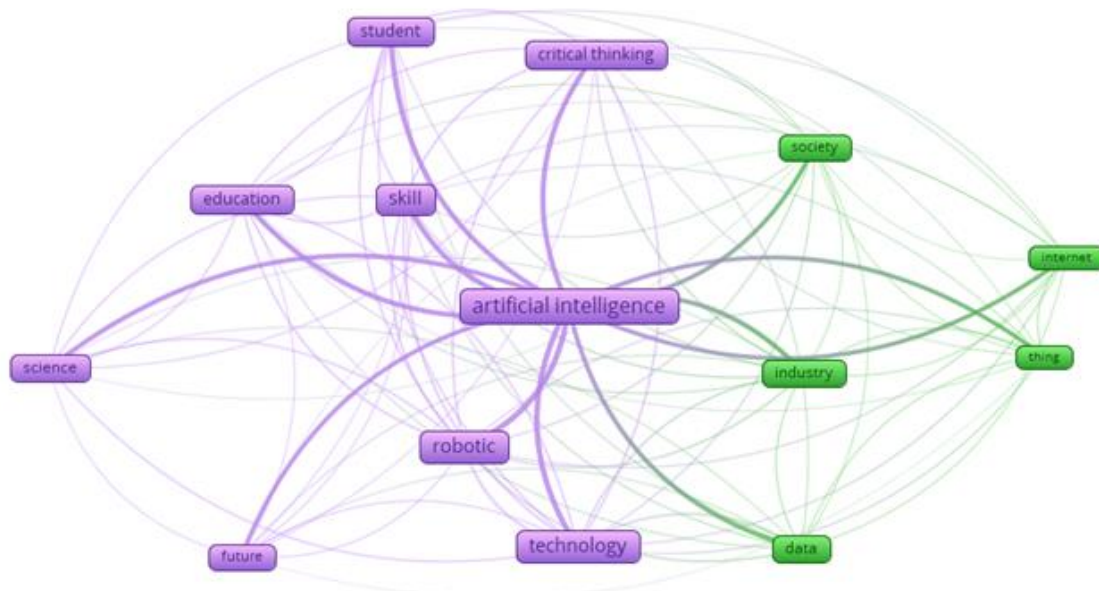 student
critical thinking
society
education
skill
internet
artificial intelligence
thing
science
industry
robotic
technology
data
future